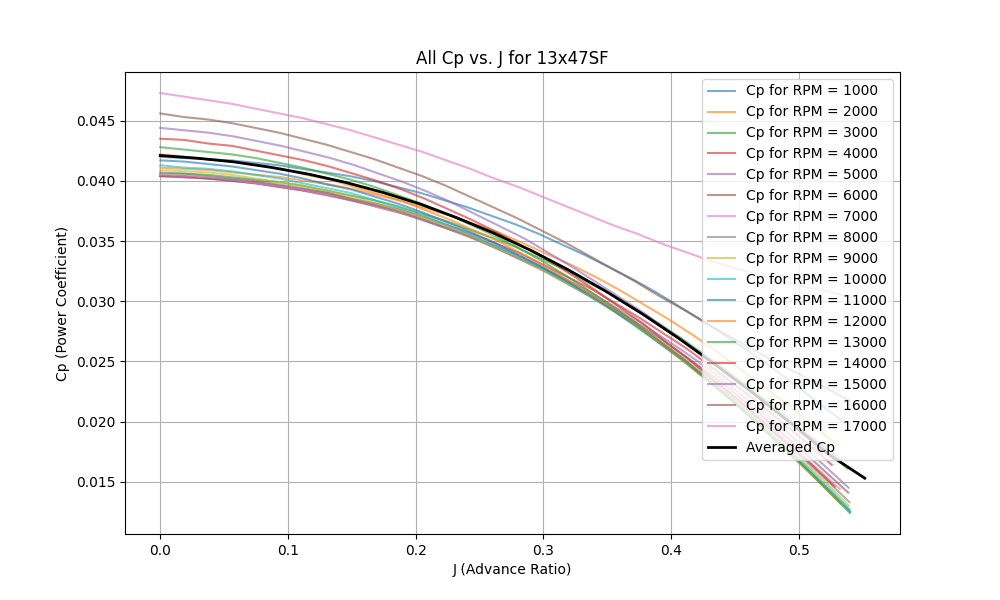 All Cp vs. J for 13x47SF
Cp (Power Coefficient)
0.045
0.040
0.035
0.030
0.025
0.020
0.015
0.0 0.1 0.2 0.3 0.4 0.5
J (Advance Ratio)
Cp for RPM = 1000
Cp for RPM = 2000
Cp for RPM = 3000
Cp for RPM = 4000
Cp for RPM = 5000
Cp for RPM = 6000
Cp for RPM = 7000
Cp for RPM = 8000
Cp for RPM = 9000
Cp for RPM = 10000
Cp for RPM = 11000
Cp for RPM = 12000
Cp for RPM = 13000
Cp for RPM = 14000
Cp for RPM = 15000
Cp for RPM = 16000
Cp for RPM = 17000
Averaged Cp